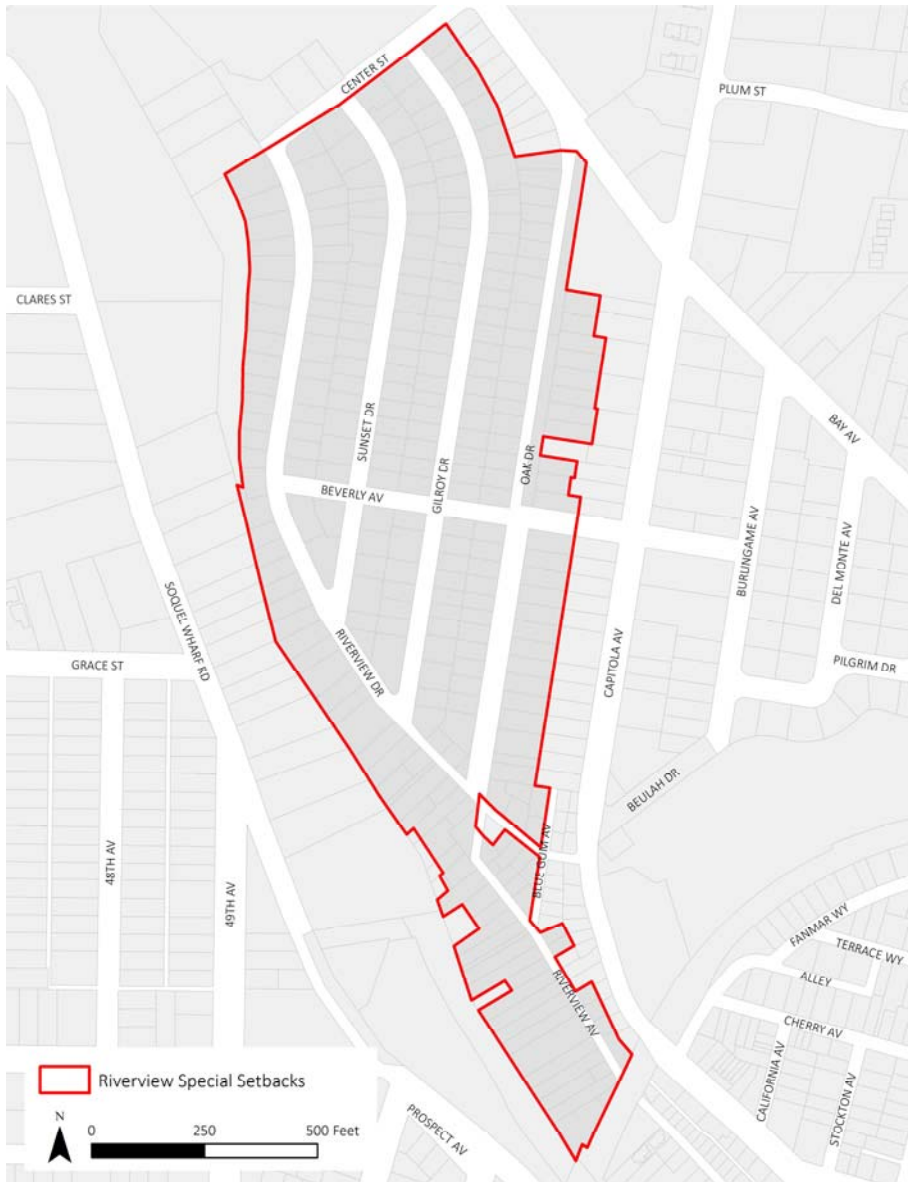 CENTER ST
PLUM ST
CLARES ST
SUNSET DR
GILROY DR
OAK DR
BAY AV
BEVERLY AV
BURLINGAME AV
DEL MONTE AV
SOQUEL WHARF RD
RIVERVIEW DR
CAPITOLA AV
GRACE ST
PILGRIM DR
BEULAH DR
48TH AV
49TH AV
BLUE GUM AV
FANMAR WY
TERRACE WY
ALLEY
RIVERVIEW AV
CHERRY AV
CALIFORNIA AV
STOCKTON AV
PROSPECT AV
Riverview Special Setbacks
N
0 250 500 Feet